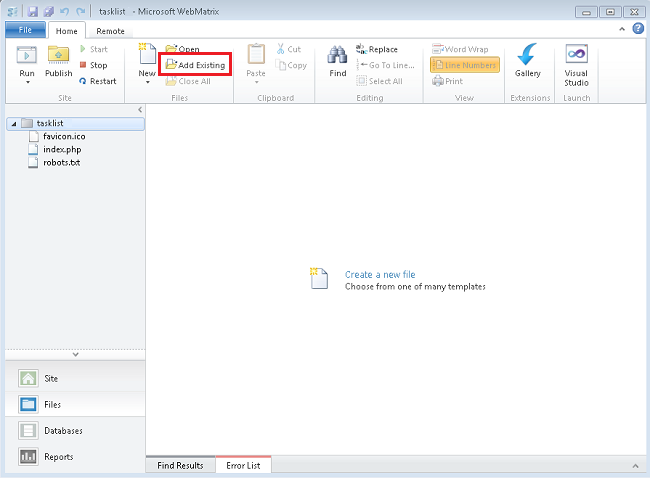 tasklist - Microsoft WebMatrix
File Home Remote
Run Publish Start Stop Restart
New Open Add Existing Close All
Paste Cut Copy
Find Replace Go To Line... Select All
Word Wrap Line Numbers Print
Gallery Visual Studio
Site Files Clipboard Editing View Extensions Launch
tasklist
favicon.ico
index.php
robots.txt
Create a new file
Choose from one of many templates
Site
Files
Databases
Reports
Find Results Error List